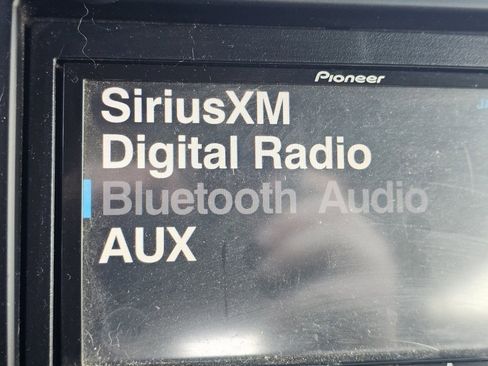 Pioneer
SiriusXM
Digital Radio
Bluetooth Audio
AUX